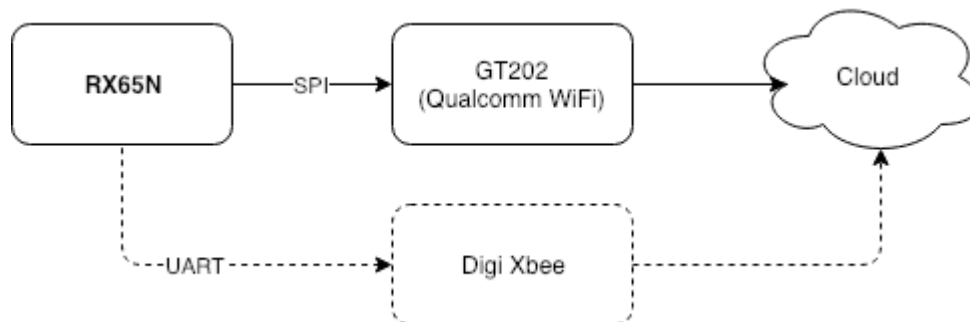 RX65N
SPI
GT202
(Qualcomm WiFi)
Cloud
UART
Digi Xbee